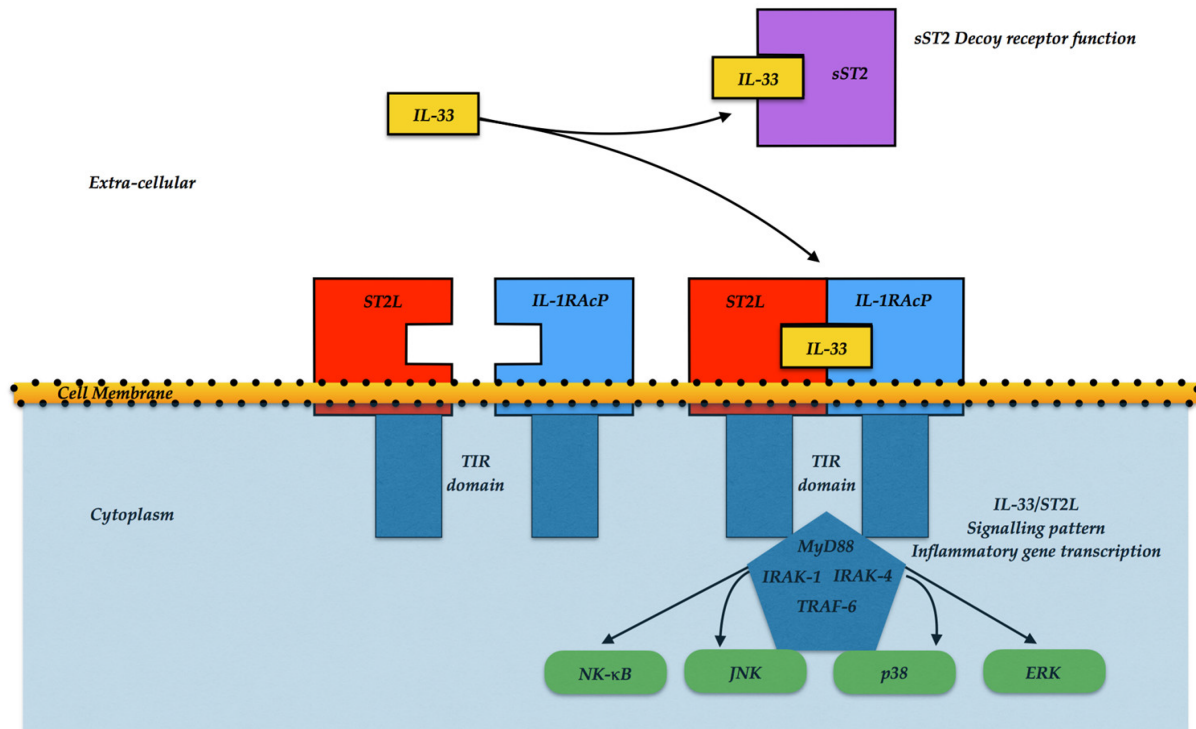 sST2 Decoy receptor function
IL-33
sST2
IL-33
Extra-cellular
ST2L
IL-1RAcP
ST2L
IL-1RAcP
IL-33
Cell Membrane
TIR
domain
TIR
domain
Cytoplasm
IL-33/ST2L
Signalling pattern
Inflammatory gene transcription
MyD88
IRAK-1 IRAK-4
TRAF-6
NK-κB
JNK
p38
ERK